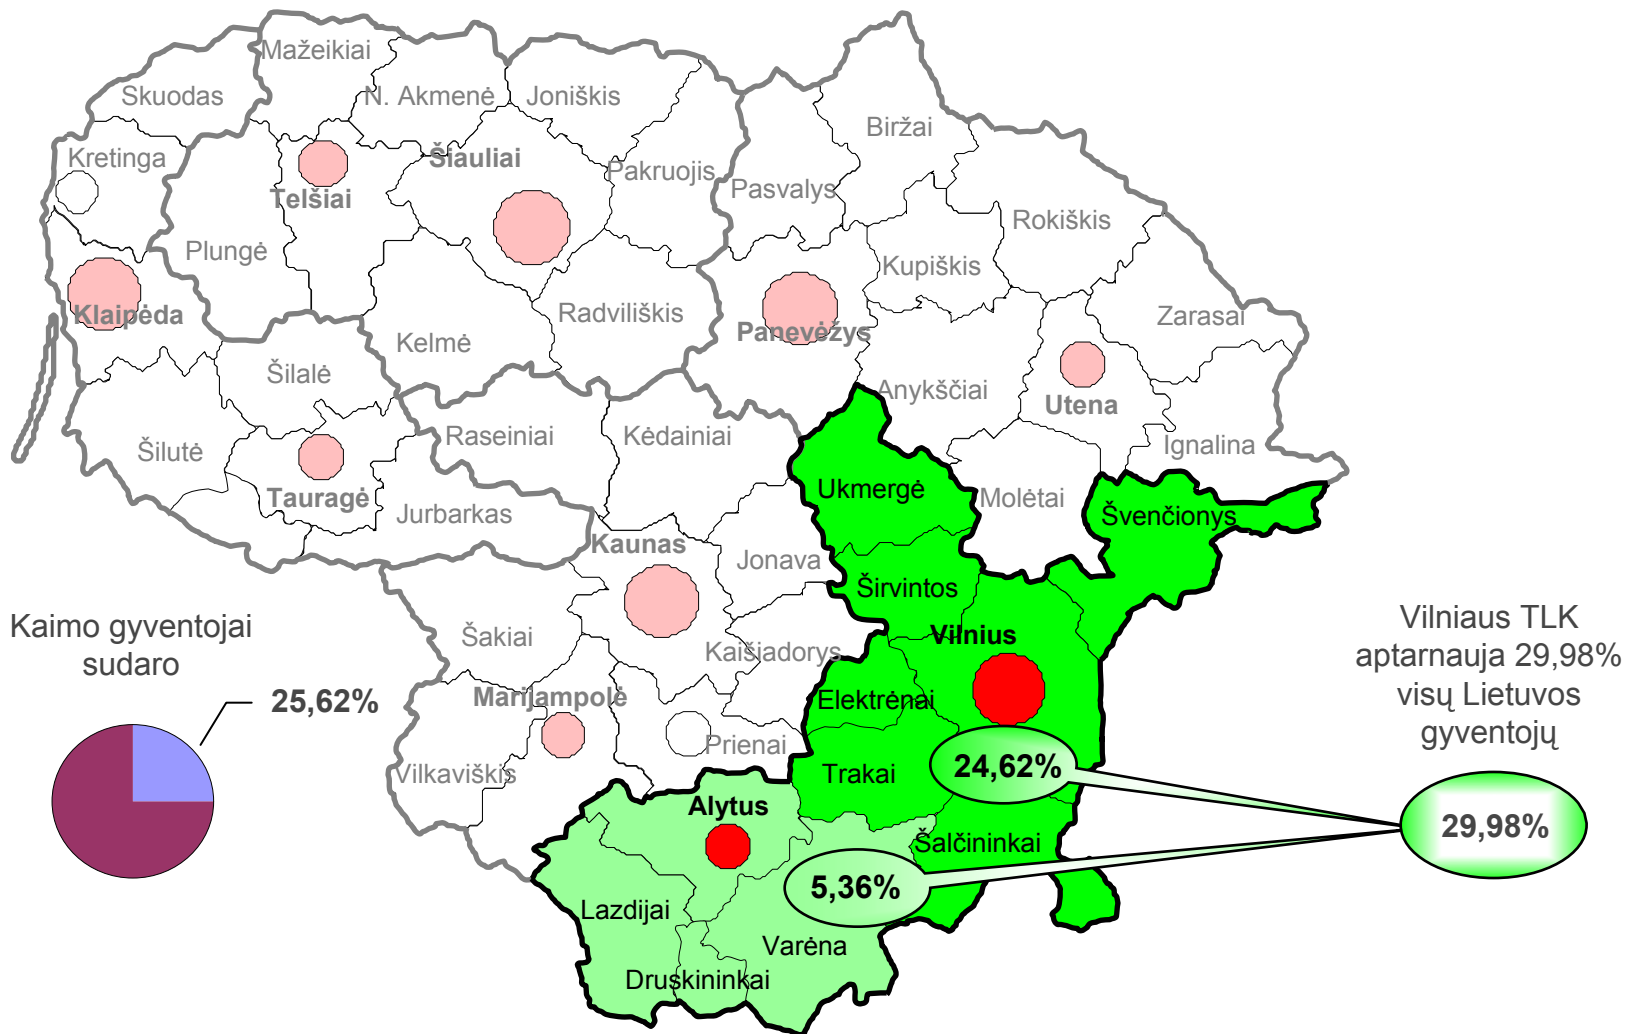 Mažeikiai
Skuodas
N. Akmenė
Joniškis
Biržai
Kretinga
Telšiai
Šiauliai
Pakruojis
Pasvalys
Rokiškis
Plungė
Kupiškis
Klaipėda
Radviliškis
Kelmė
Panevėžys
Zarasai
Šilalė
Anykščiai
Utena
Šilutė
Raseiniai
Kėdainiai
Ignalina
Tauragė
Ukmergė
Molėtai
Švenčionys
Jurbarkas
Kaunas
Jonava
Širvintos
Kaimo gyventojai
sudaro
25,62%
Šakiai
Kaišiadorys
Vilnius
Vilniaus TLK
aptarnauja 29,98%
visų Lietuvos
gyventojų
Marijampolė
Elektrėnai
Prienai
Vilkaviškis
Trakai
24,62%
Alytus
29,98%
Šalčininkai
5,36%
Lazdijai
Varėna
Druskininkai